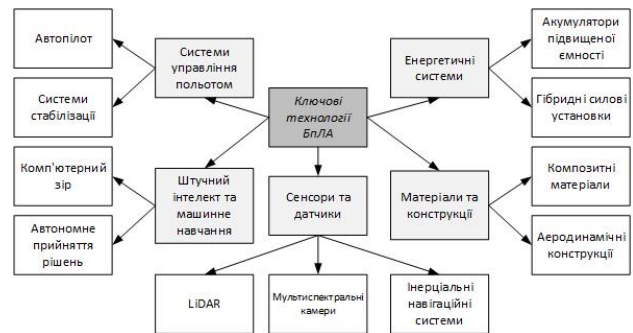 Автопілот
Системи
стабілізації
Комп'ютерний
зір
Автономне
прийняття
рішень
Системи
управління
польотом
Штучний
інтелект та
машинне
навчання
Ключові
технології
БпЛА
Сенсори та
датчики
LiDAR
Мультиспектральні
камери
Інерціальні
навігаційні
системи
Енергетичні
системи
Матеріали та
конструкції
Акумулятори
підвищеної
ємності
Гібридні силові
установки
Композитні
матеріали
Аеродинамічні
конструкції